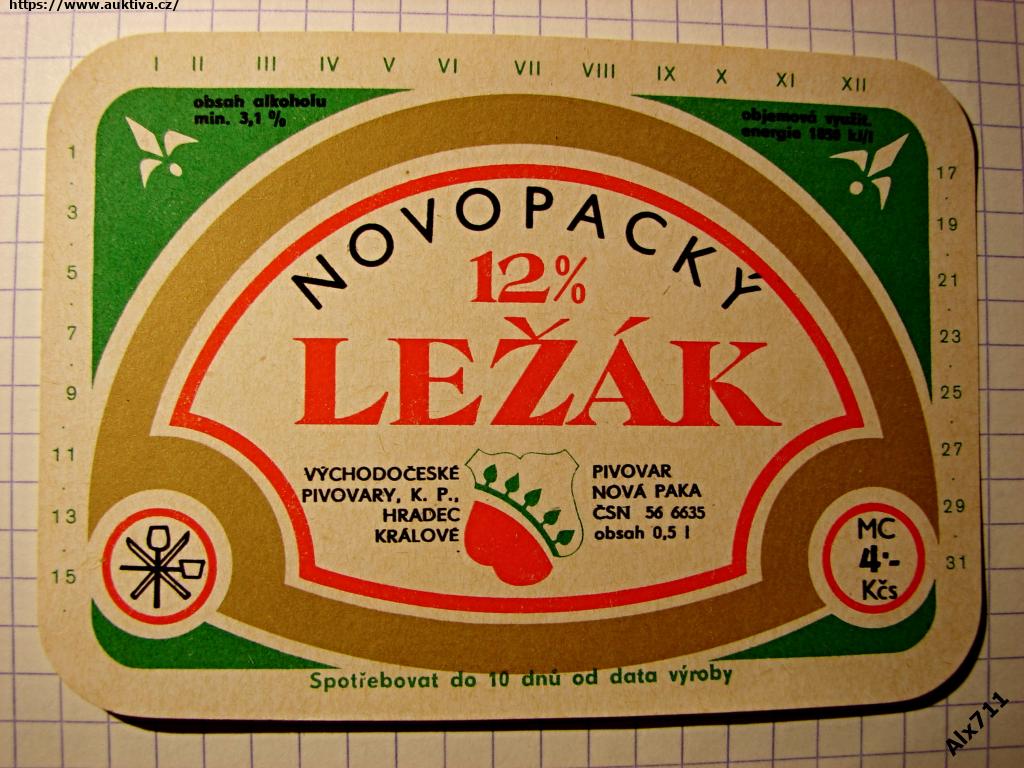 https://www.auktiva.cz/
I II III IV V VI VII VIII IX X XI XII
obsah alkoholu
min. 3,1 %
objemová využit.
energie 1850 kJ/l
1
3
5
7
9
11
13
15
17
19
21
23
25
27
29
31
NOVOPACKÝ
12%
LEŽÁK
VÝCHODOČESKÉ
PIVOVARY, K. P.,
HRADEC
KRÁLOVÉ
PIVOVAR
NOVÁ PAKA
ČSN 56 6635
obsah 0,5 l
MC
4·-
Kčs
Spotřebovat do 10 dnů od data výroby
Alx711